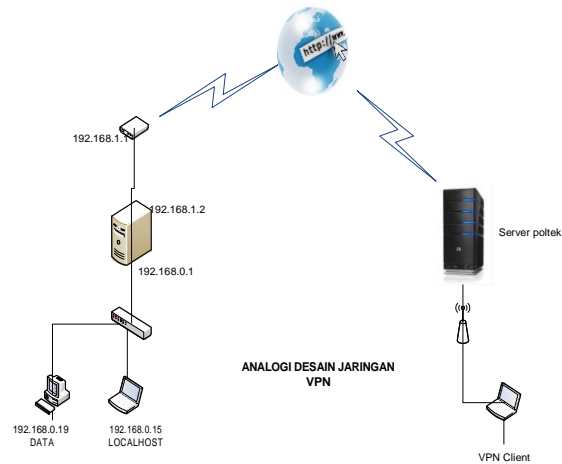 http://www.
192.168.1.1
192.168.1.2
Server poltek
192.168.0.1
ANALOGI DESAIN JARINGAN
VPN
192.168.0.19
DATA
192.168.0.15
LOCALHOST
VPN Client